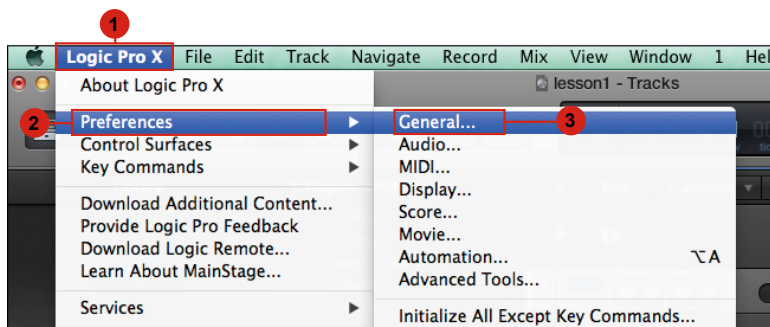 1
Logic Pro X File Edit Track Navigate Record Mix View Window 1 Hel
lesson1 - Tracks
About Logic Pro X
2
Preferences
General...
3
Control Surfaces
Audio...
Key Commands
MIDI...
Display...
Download Additional Content...
Score...
Provide Logic Pro Feedback
Movie...
Download Logic Remote...
Automation... ⌥A
Learn About MainStage...
Advanced Tools...
Services
Initialize All Except Key Commands...